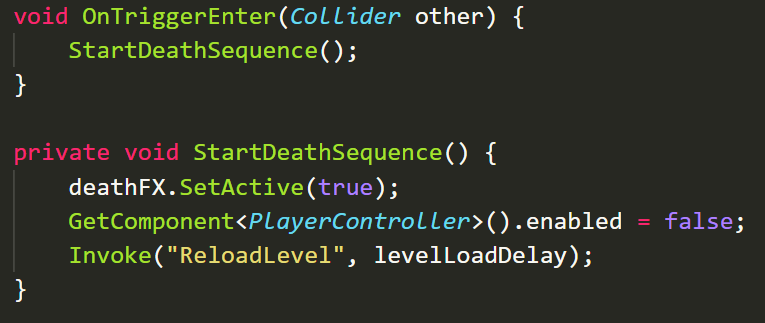 void OnTriggerEnter(Collider other) {
    StartDeathSequence();
}

private void StartDeathSequence() {
    deathFX.SetActive(true);
    GetComponent<PlayerController>().enabled = false;
    Invoke("ReloadLevel", levelLoadDelay);
}